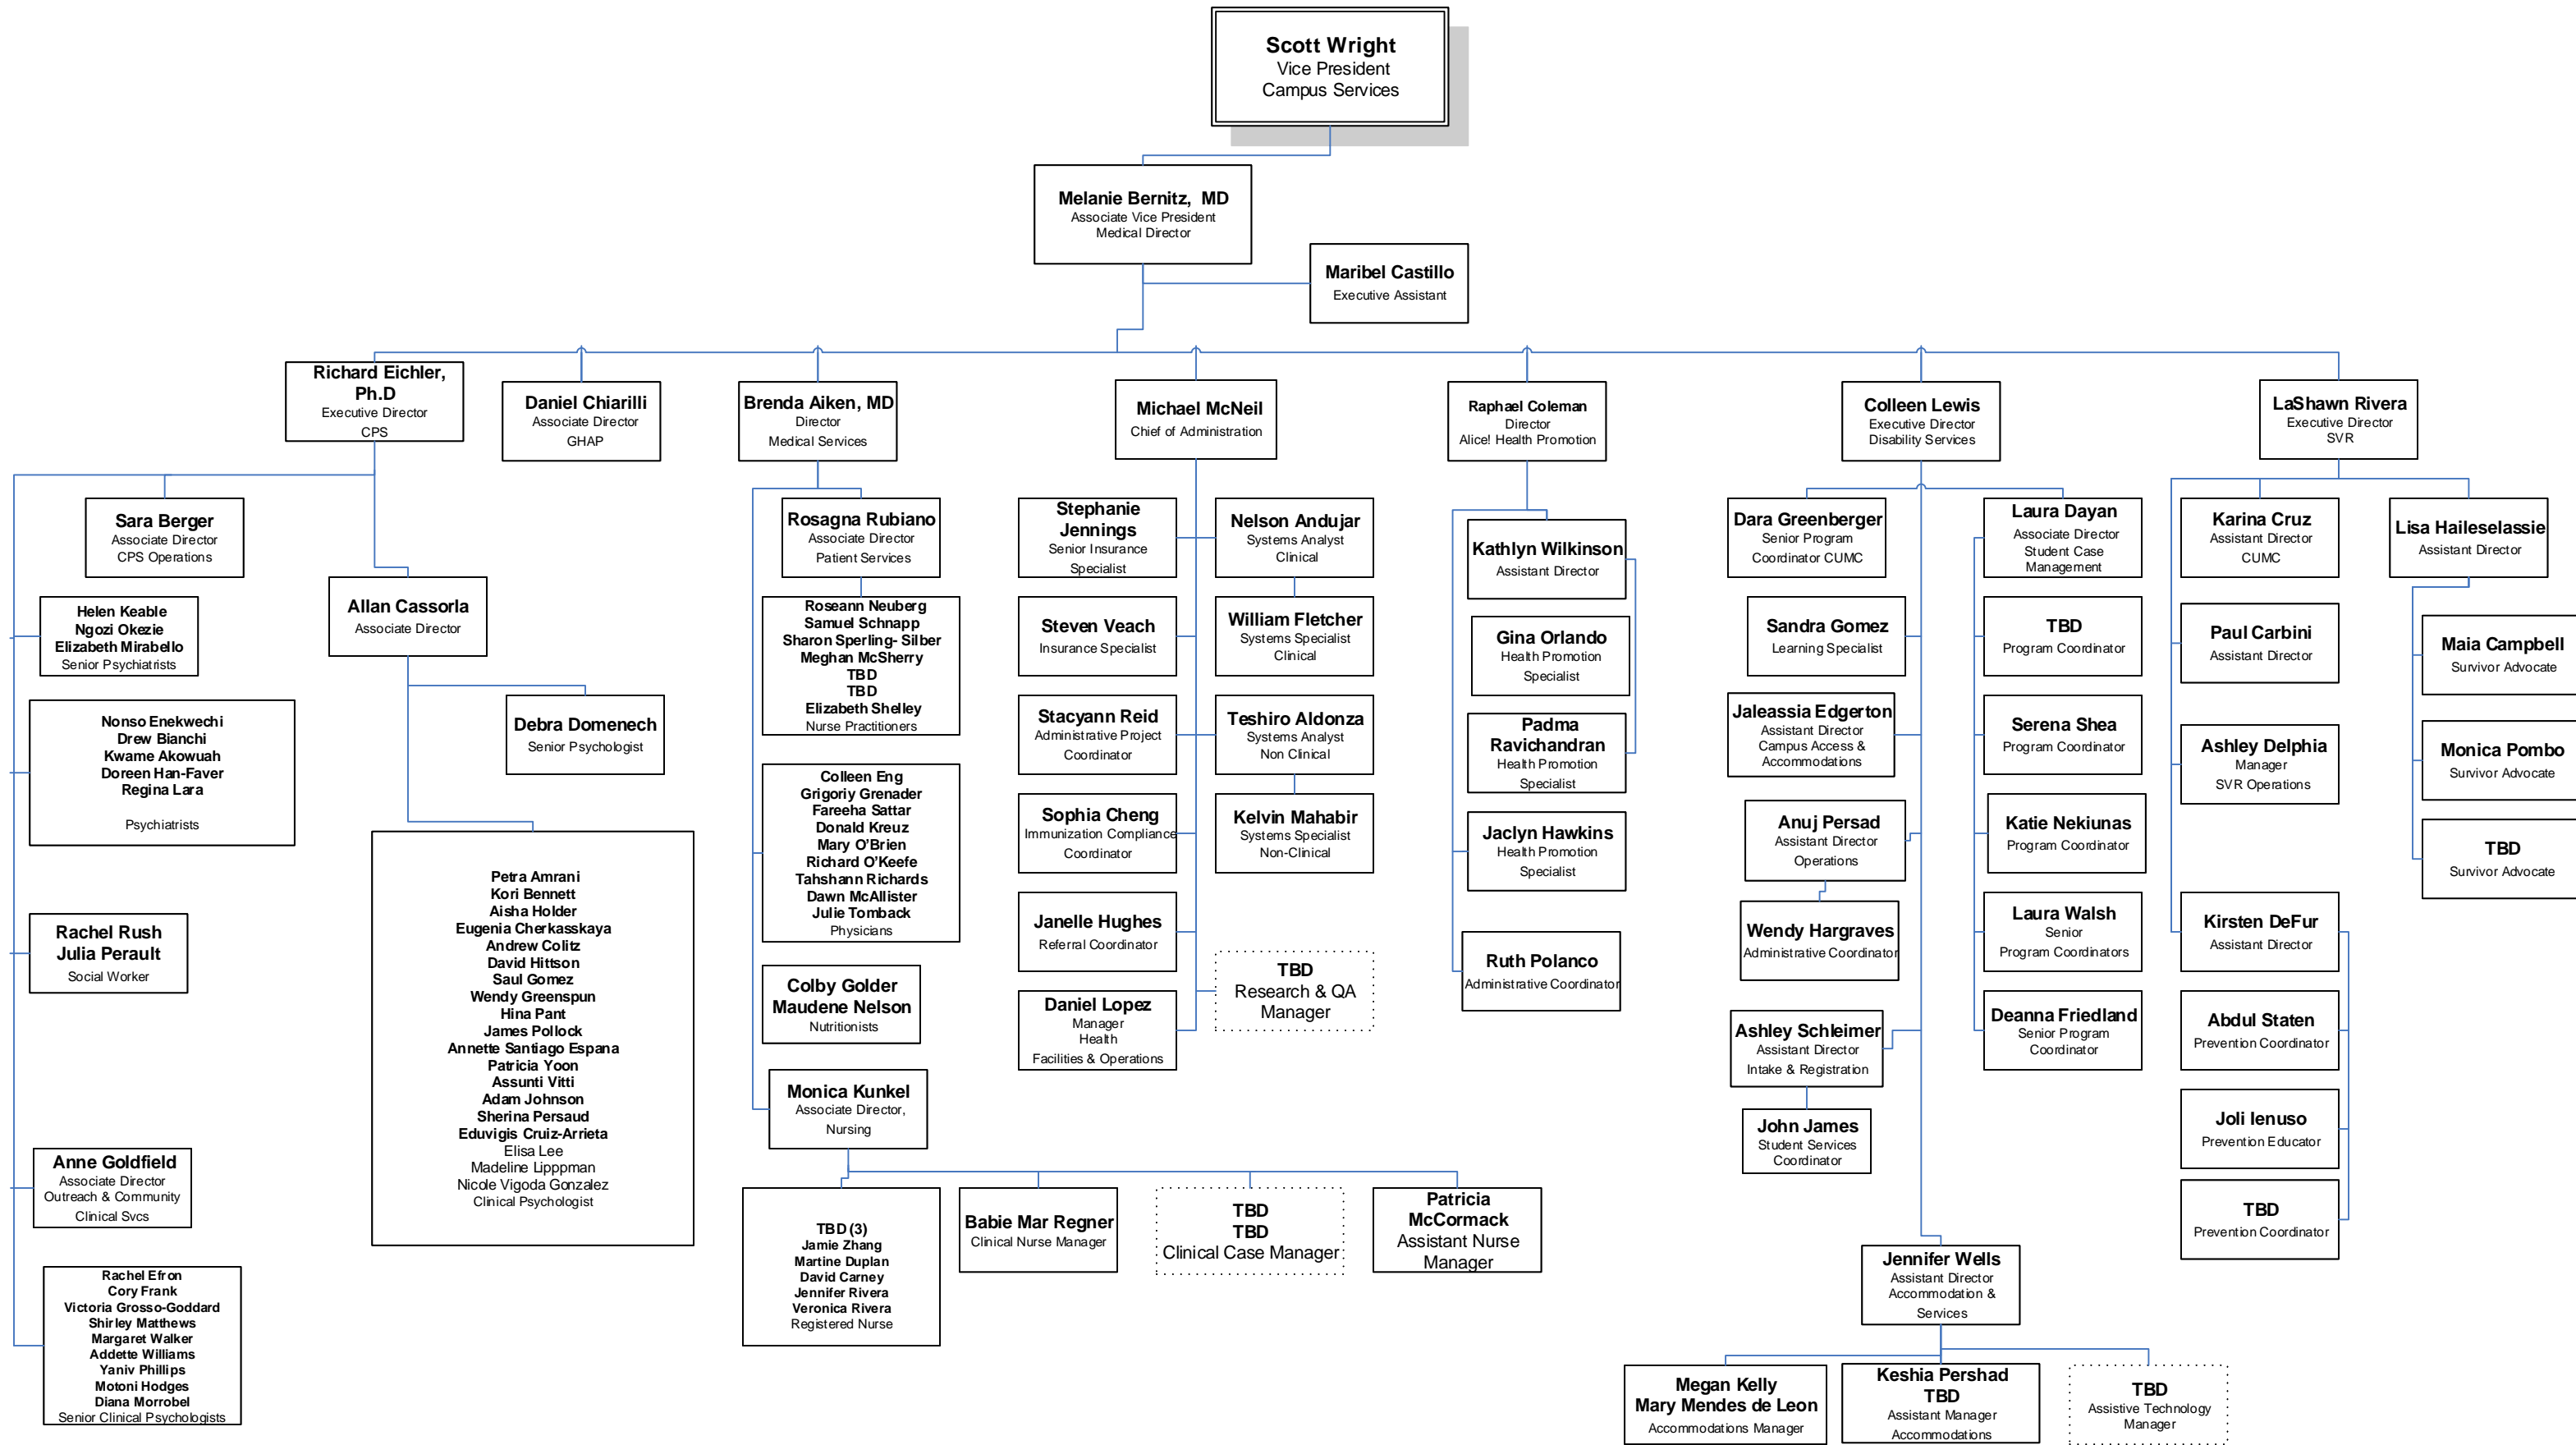 Scott Wright
Vice President
Campus Services
Melanie Bernitz,  MD
Associate Vice President
Medical Director
Maribel Castillo
Executive Assistant
Richard Eichler,
Ph.D
Executive Director
CPS
Daniel Chiarilli
Associate Director
GHAP
Brenda Aiken, MD
Director
Medical Services
Michael McNeil
Chief of Administration
Raphael Coleman
Director
Alice! Health Promotion
Colleen Lewis
Executive Director
Disability Services
LaShawn Rivera
Executive Director
SVR
Sara Berger
Associate Director
CPS Operations
Helen Keable
Ngozi Okezie
Elizabeth Mirabello
Senior Psychiatrists
Nonso Enekwechi
Drew Bianchi
Kwame Akowuah
Doreen Han-Faver
Regina Lara
Psychiatrists
Rachel Rush
Julia Perault
Social Worker
Anne Goldfield
Associate Director
Outreach & Community
Clinical Svcs
Rachel Efron
Cory Frank
Victoria Grosso-Goddard
Shirley Matthews
Margaret Walker
Addette Williams
Yaniv Phillips
Motoni Hodges
Diana Morrobel
Senior Clinical Psychologists
Allan Cassorla
Associate Director
Debra Domenech
Senior Psychologist
Petra Amrani
Kori Bennett
Aisha Holder
Eugenia Cherkasskaya
Andrew Colitz
David Hittson
Saul Gomez
Wendy Greenspun
Hina Pant
James Pollock
Annette Santiago Espana
Patricia Yoon
Assunti Vitti
Adam Johnson
Sherina Persaud
Eduvigis Cruiz-Arrieta
Elisa Lee
Madeline Lipppman
Nicole Vigoda Gonzalez
Clinical Psychologist
Rosagna Rubiano
Associate Director
Patient Services
Roseann Neuberg
Samuel Schnapp
Sharon Sperling- Silber
Meghan McSherry
TBD
TBD
Elizabeth Shelley
Nurse Practitioners
Colleen Eng
Grigoriy Grenader
Fareeha Sattar
Donald Kreuz
Mary O’Brien
Richard O’Keefe
Tahshann Richards
Dawn McAllister
Julie Tomback
Physicians
Colby Golder
Maudene Nelson
Nutritionists
Monica Kunkel
Associate Director,
Nursing
TBD (3)
Jamie Zhang
Martine Duplan
David Carney
Jennifer Rivera
Veronica Rivera
Registered Nurse
Babie Mar Regner
Clinical Nurse Manager
TBD
TBD
Clinical Case Manager
Patricia
McCormack
Assistant Nurse
Manager
Stephanie
Jennings
Senior Insurance
Specialist
Steven Veach
Insurance Specialist
Stacyann Reid
Administrative Project
Coordinator
Sophia Cheng
Immunization Compliance
Coordinator
Janelle Hughes
Referral Coordinator
Daniel Lopez
Manager
Health
Facilities & Operations
Nelson Andujar
Systems Analyst
Clinical
William Fletcher
Systems Specialist
Clinical
Teshiro Aldonza
Systems Analyst
Non Clinical
Kelvin Mahabir
Systems Specialist
Non-Clinical
TBD
Research & QA
Manager
Kathlyn Wilkinson
Assistant Director
Gina Orlando
Health Promotion
Specialist
Padma
Ravichandran
Health Promotion
Specialist
Jaclyn Hawkins
Health Promotion
Specialist
Ruth Polanco
Administrative Coordinator
Dara Greenberger
Senior Program
Coordinator CUMC
Sandra Gomez
Learning Specialist
Jaleassia Edgerton
Assistant Director
Campus Access &
Accommodations
Anuj Persad
Assistant Director
Operations
Wendy Hargraves
Administrative Coordinator
Ashley Schleimer
Assistant Director
Intake & Registration
John James
Student Services
Coordinator
Laura Dayan
Associate Director
Student Case
Management
TBD
Program Coordinator
Serena Shea
Program Coordinator
Katie Nekiunas
Program Coordinator
Laura Walsh
Senior
Program Coordinators
Deanna Friedland
Senior Program
Coordinator
Jennifer Wells
Assistant Director
Accommodation &
Services
Megan Kelly
Mary Mendes de Leon
Accommodations Manager
Keshia Pershad
TBD
Assistant Manager
Accommodations
TBD
Assistive Technology
Manager
Karina Cruz
Assistant Director
CUMC
Paul Carbini
Assistant Director
Ashley Delphia
Manager
SVR Operations
Kirsten DeFur
Assistant Director
Abdul Staten
Prevention Coordinator
Joli Ienuso
Prevention Educator
TBD
Prevention Coordinator
Lisa Haileselassie
Assistant Director
Maia Campbell
Survivor Advocate
Monica Pombo
Survivor Advocate
TBD
Survivor Advocate